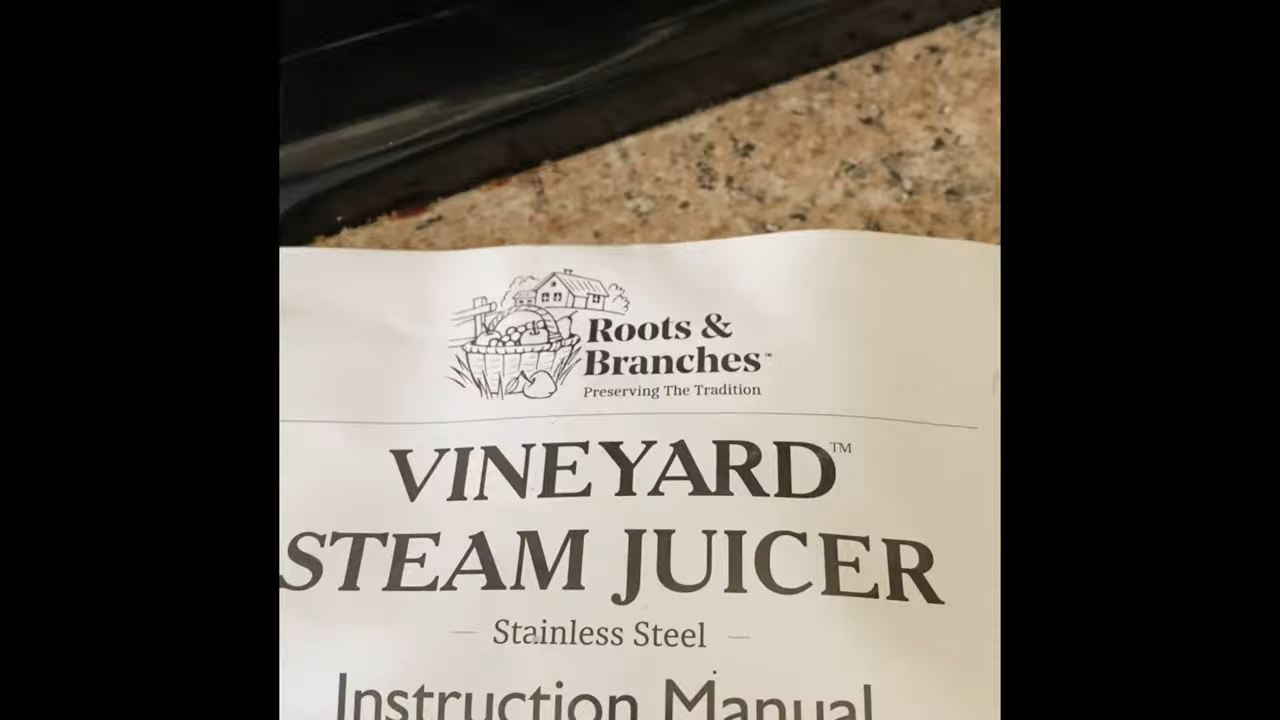 Roots &
Branches™
Preserving The Tradition
VINEYARD™
STEAM JUICER
— Stainless Steel —
Instruction Manual